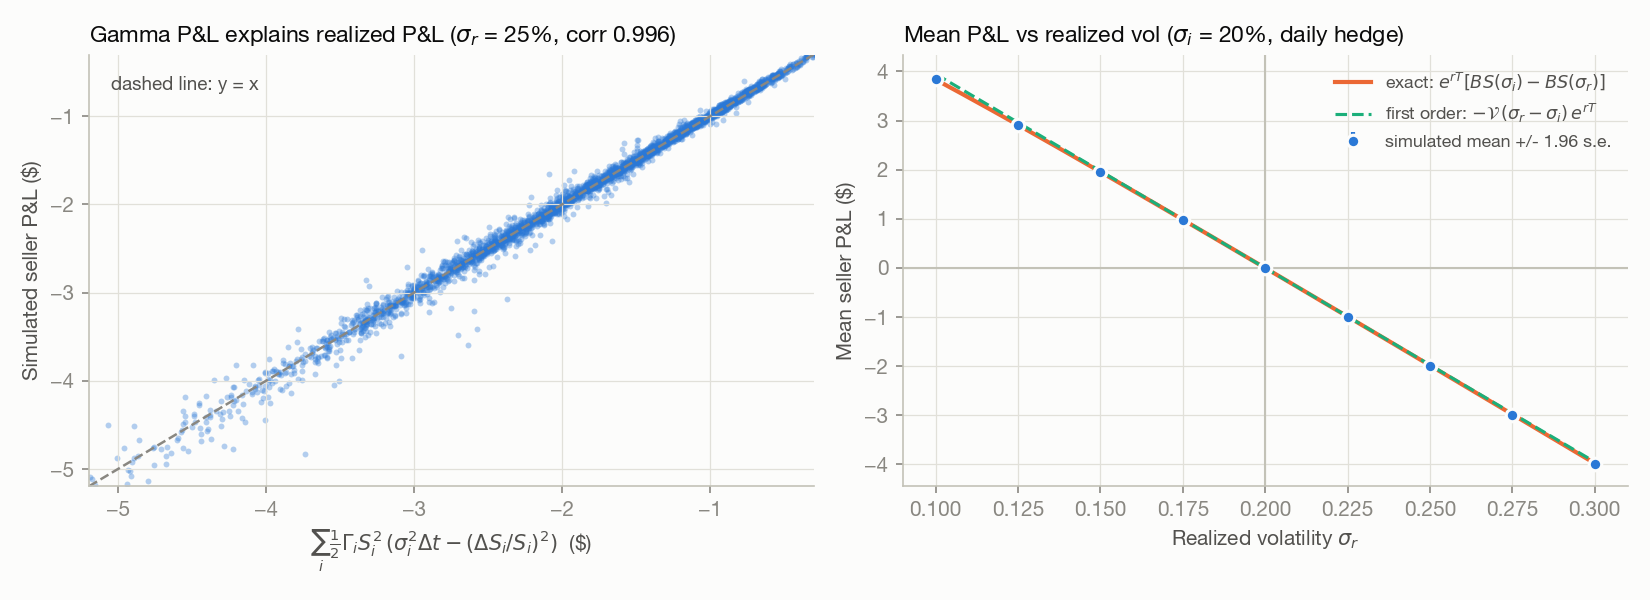 Gamma P&L explains realized P&L (σᵣ = 25%, corr 0.996)
dashed line: y = x
Simulated seller P&L ($)
−1
−2
−3
−4
−5
−5 −4 −3 −2 −1
∑ᵢ ½ΓᵢSᵢ² (σᵢ²Δt − (ΔSᵢ/Sᵢ)²) ($)
Mean P&L vs realized vol (σᵢ = 20%, daily hedge)
exact: eʳᵀ[BS(σᵢ) − BS(σᵣ)]
first order: −𝒱(σᵣ − σᵢ) eʳᵀ
simulated mean +/- 1.96 s.e.
Mean seller P&L ($)
4
3
2
1
0
−1
−2
−3
−4
0.100 0.125 0.150 0.175 0.200 0.225 0.250 0.275 0.300
Realized volatility σᵣ